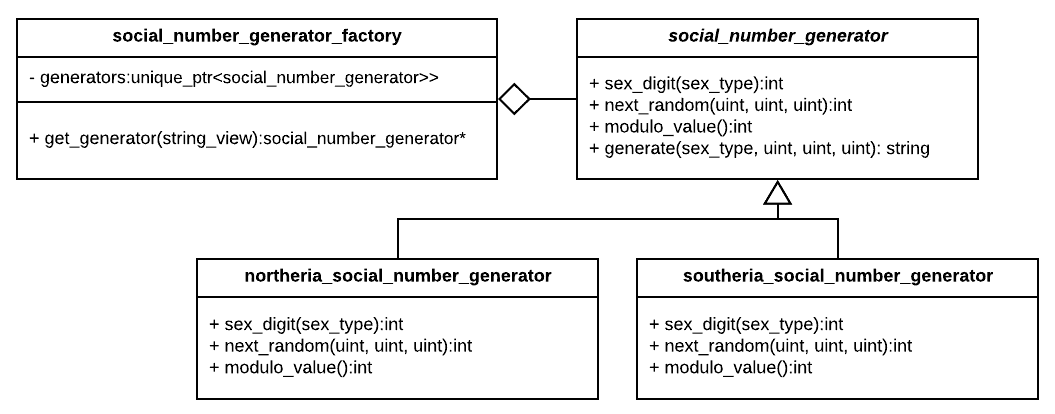 social_number_generator_factory
- generators:unique_ptr<social_number_generator>>
+ get_generator(string_view):social_number_generator*
social_number_generator
+ sex_digit(sex_type):int
+ next_random(uint, uint, uint):int
+ modulo_value():int
+ generate(sex_type, uint, uint, uint): string
northeria_social_number_generator
+ sex_digit(sex_type):int
+ next_random(uint, uint, uint):int
+ modulo_value():int
southeria_social_number_generator
+ sex_digit(sex_type):int
+ next_random(uint, uint, uint):int
+ modulo_value():int